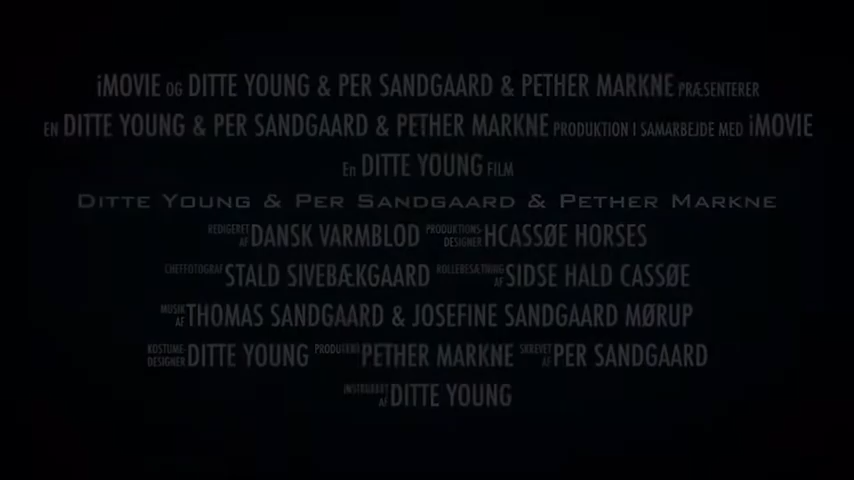 iMOVIE OG DITTE YOUNG & PER SANDGAARD & PETHER MARKNE PRÆSENTERER
EN DITTE YOUNG & PER SANDGAARD & PETHER MARKNE PRODUKTION I SAMARBEJDE MED iMOVIE
En DITTE YOUNG FILM
DITTE YOUNG & PER SANDGAARD & PETHER MARKNE
REDIGERET AF DANSK VARMBLOD PRODUKTIONS-DESIGNER HCASSØE HORSES
CHEFFOTOGRAF STALD SIVEBÆKGAARD ROLLEBESÆTNING AF SIDSE HALD CASSØE
MUSIK AF THOMAS SANDGAARD & JOSEFINE SANDGAARD MØRUP
KOSTUME-DESIGNER DITTE YOUNG PRODUCENT PETHER MARKNE SKREVET AF PER SANDGAARD
INSTRUERET AF DITTE YOUNG